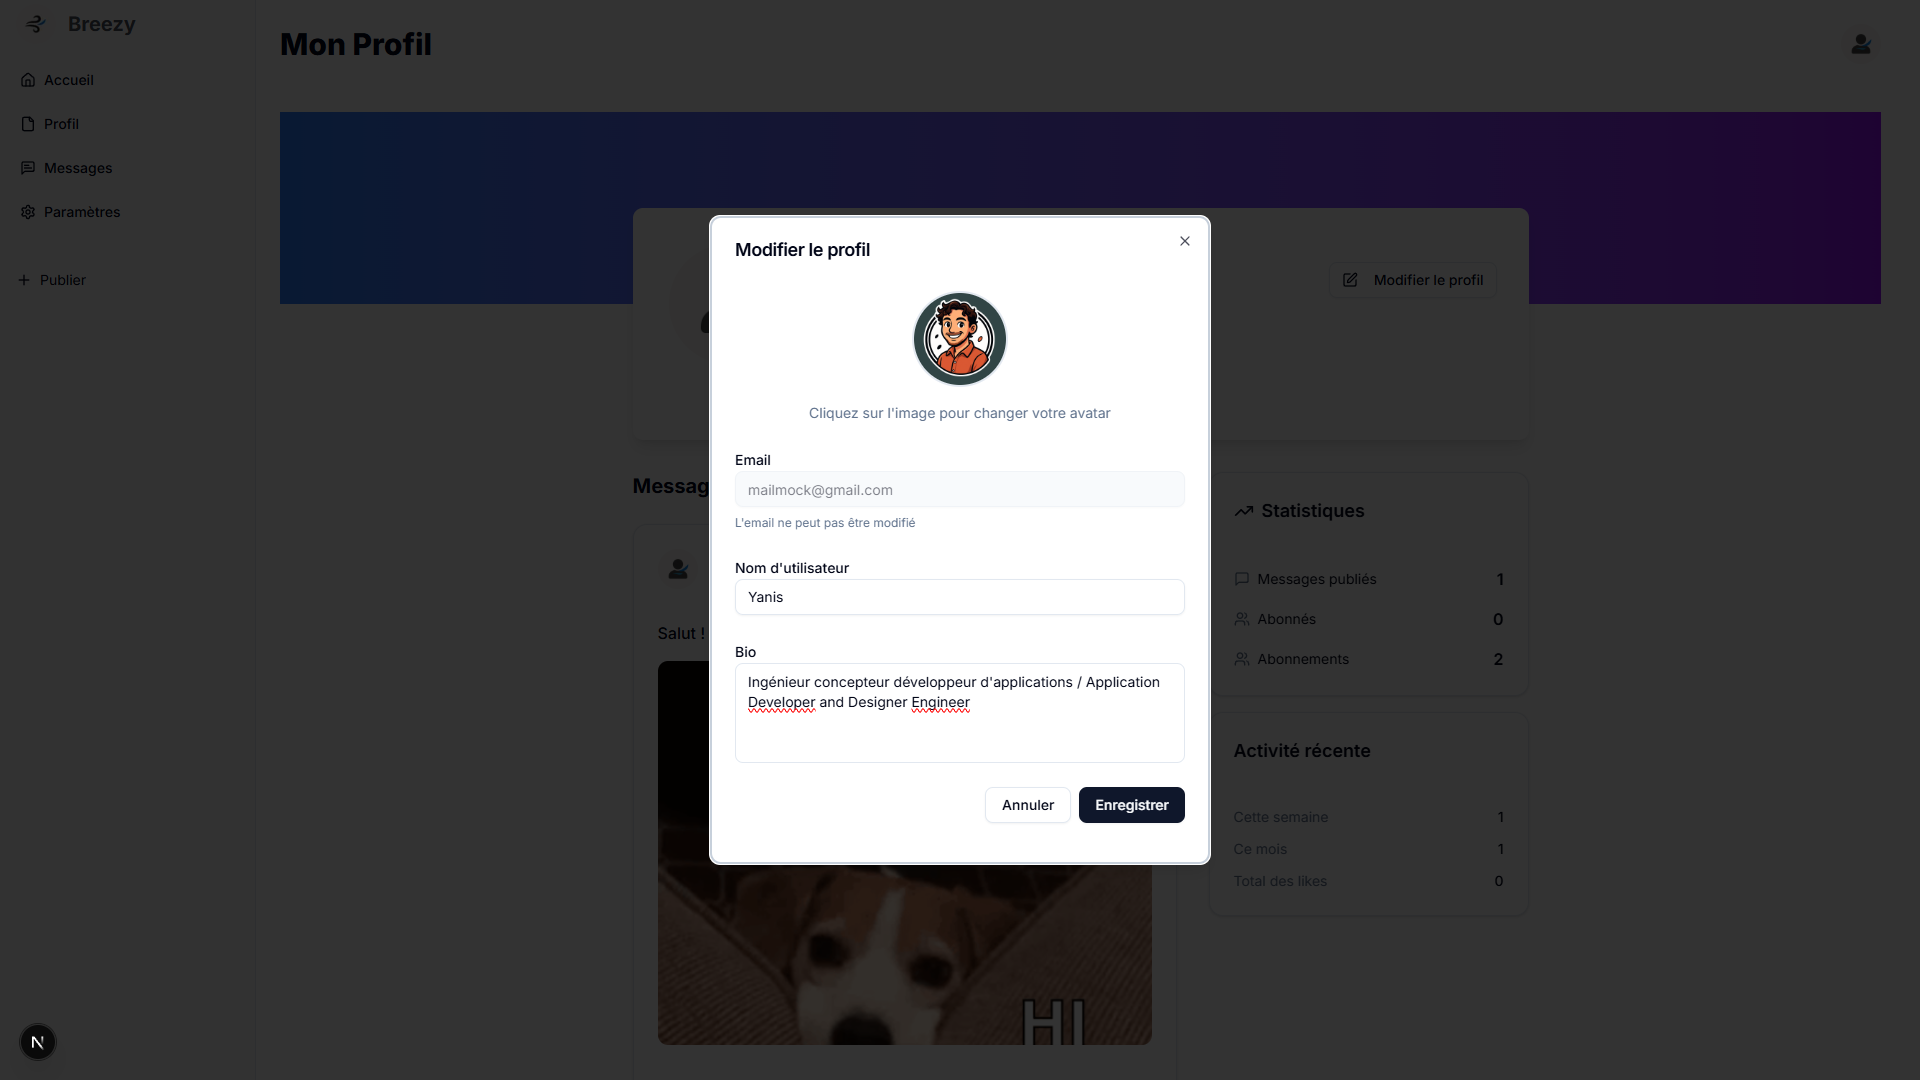 Breezy
Accueil
Profil
Messages
Paramètres
Publier
Mon Profil
Modifier le profil
Modifier le profil
Cliquez sur l'image pour changer votre avatar
Email
mailmock@gmail.com
L'email ne peut pas être modifié
Nom d'utilisateur
Yanis
Bio
Ingénieur concepteur développeur d'applications / Application
Developer and Designer Engineer
Annuler Enregistrer
Messag
Salut !
HI
Statistiques
Messages publiés 1
Abonnés 0
Abonnements 2
Activité récente
Cette semaine 1
Ce mois 1
Total des likes 0
N